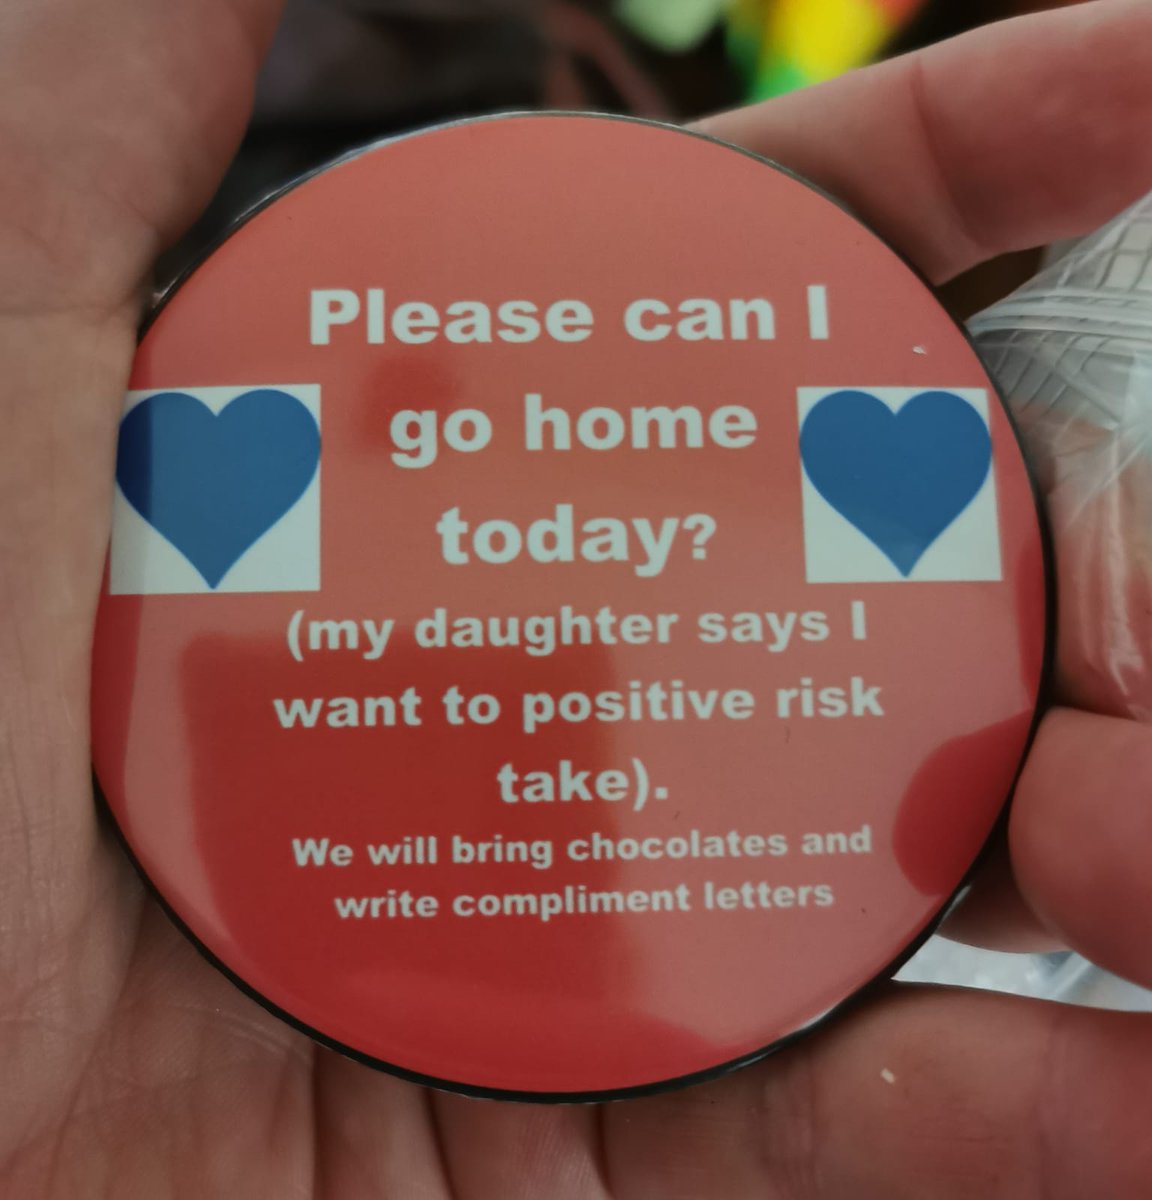 Please can I
go home
today?
(my daughter says I
want to positive risk
take).
We will bring chocolates and
write compliment letters